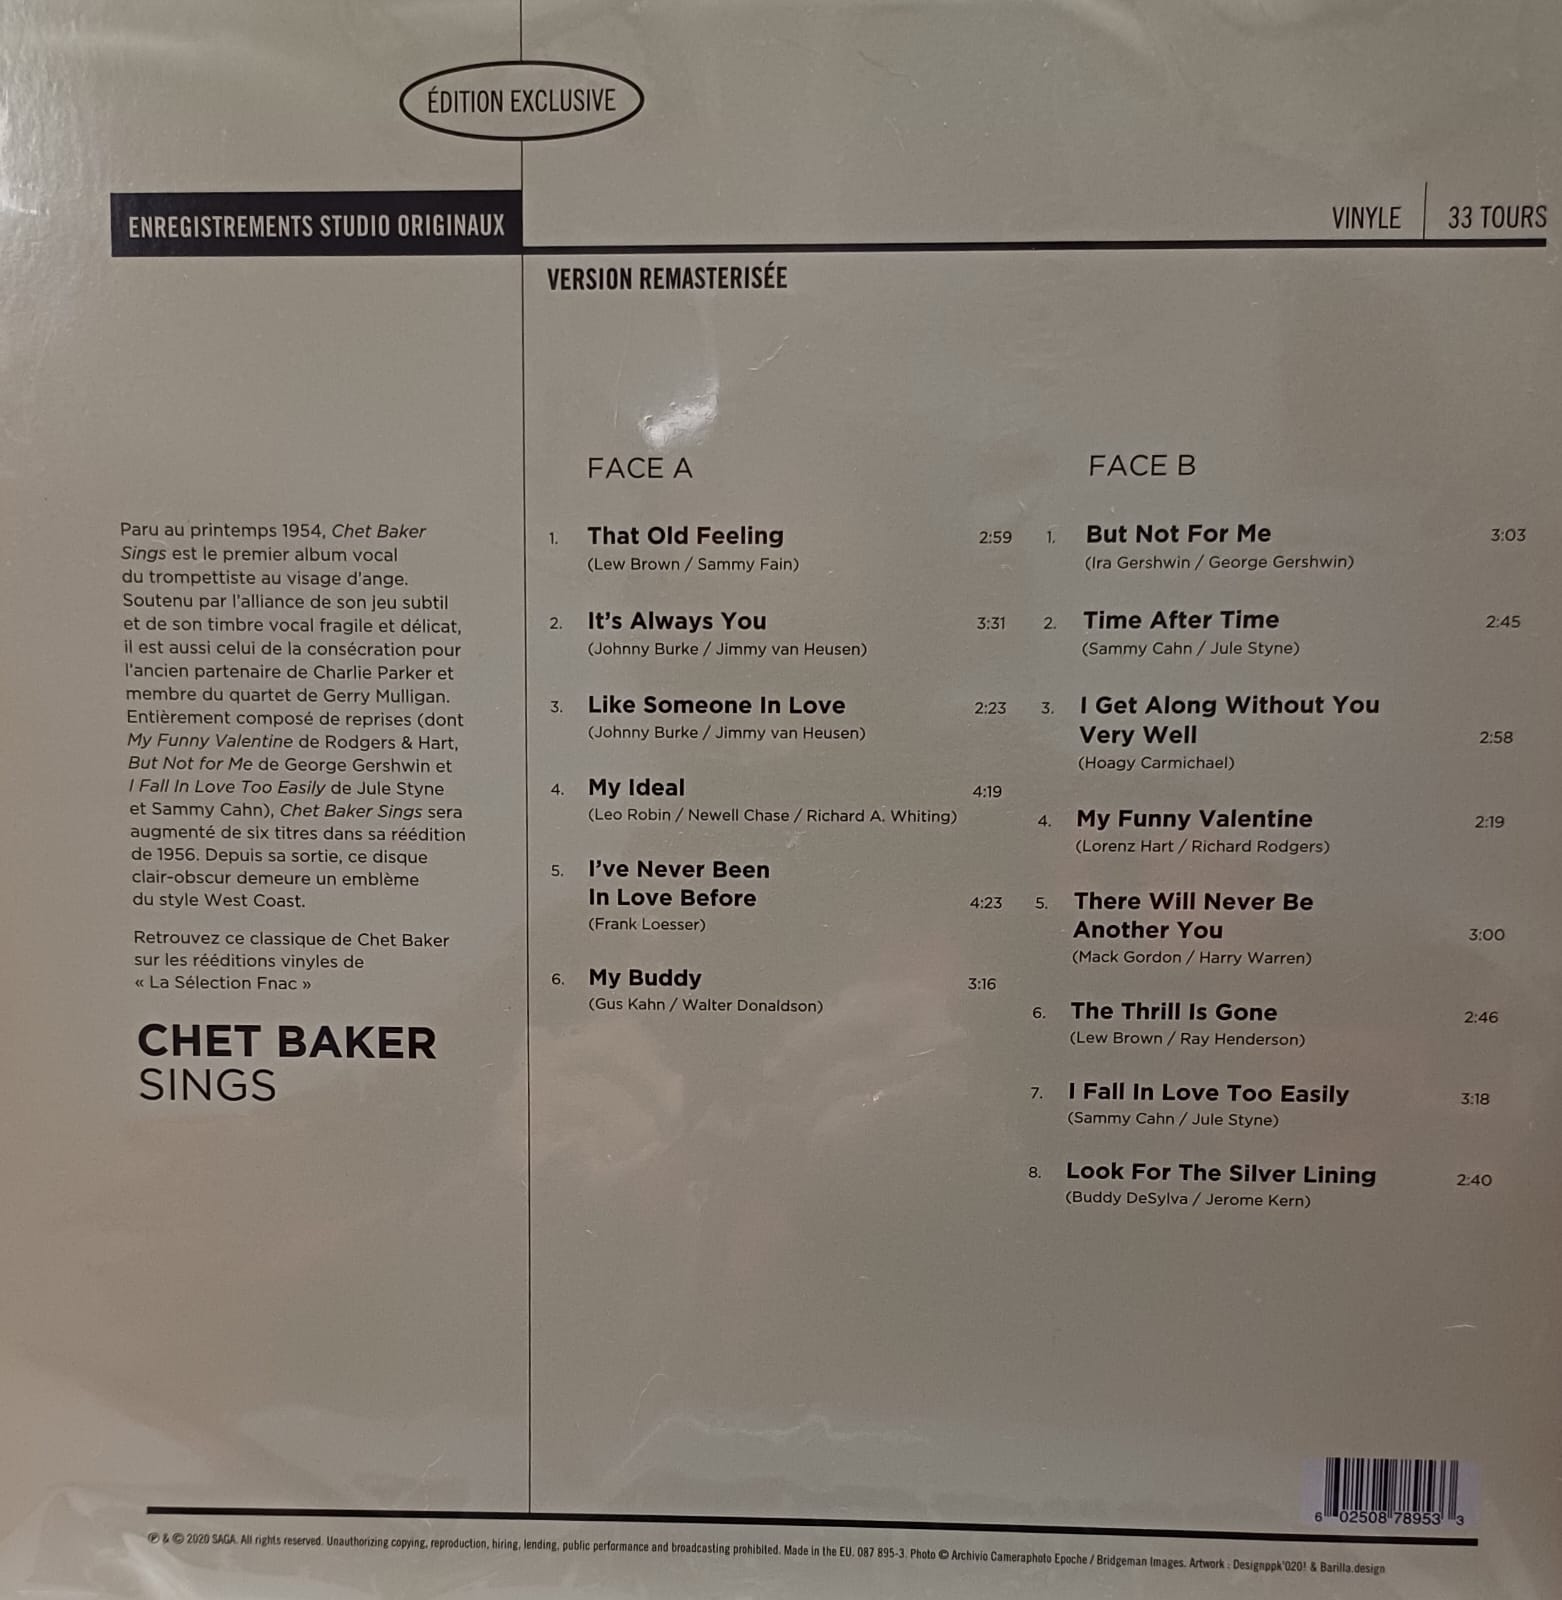 ÉDITION EXCLUSIVE
ENREGISTREMENTS STUDIO ORIGINAUX
VINYLE
33 TOURS
VERSION REMASTERISÉE
Paru au printemps 1954, Chet Baker
Sings est le premier album vocal
du trompettiste au visage d'ange.
Soutenu par l'alliance de son jeu subtil
et de son timbre vocal fragile et délicat,
il est aussi celui de la consécration pour
l'ancien partenaire de Charlie Parker et
membre du quartet de Gerry Mulligan.
Entièrement composé de reprises (dont
My Funny Valentine de Rodgers & Hart,
But Not for Me de George Gershwin et
I Fall In Love Too Easily de Jule Styne
et Sammy Cahn), Chet Baker Sings sera
augmenté de six titres dans sa réédition
de 1956. Depuis sa sortie, ce disque
clair-obscur demeure un emblème
du style West Coast.
Retrouvez ce classique de Chet Baker
sur les rééditions vinyles de
« La Sélection Fnac »
CHET BAKER
SINGS
FACE A
1. That Old Feeling 2:59
(Lew Brown / Sammy Fain)
2. It's Always You 3:31
(Johnny Burke / Jimmy van Heusen)
3. Like Someone In Love 2:23
(Johnny Burke / Jimmy van Heusen)
4. My Ideal 4:19
(Leo Robin / Newell Chase / Richard A. Whiting)
5. I've Never Been
In Love Before 4:23
(Frank Loesser)
6. My Buddy 3:16
(Gus Kahn / Walter Donaldson)
FACE B
1. But Not For Me 3:03
(Ira Gershwin / George Gershwin)
2. Time After Time 2:45
(Sammy Cahn / Jule Styne)
3. I Get Along Without You
Very Well 2:58
(Hoagy Carmichael)
4. My Funny Valentine 2:19
(Lorenz Hart / Richard Rodgers)
5. There Will Never Be
Another You 3:00
(Mack Gordon / Harry Warren)
6. The Thrill Is Gone 2:46
(Lew Brown / Ray Henderson)
7. I Fall In Love Too Easily 3:18
(Sammy Cahn / Jule Styne)
8. Look For The Silver Lining 2:40
(Buddy DeSylva / Jerome Kern)
6 02508 78953 3
℗ & © 2020 SAGA. All rights reserved. Unauthorizing copying, reproduction, hiring, lending, public performance and broadcasting prohibited. Made in the EU. 087 895-3. Photo © Archivio Cameraphoto Epoche / Bridgeman Images. Artwork : Designppk'020! & Barilla.design